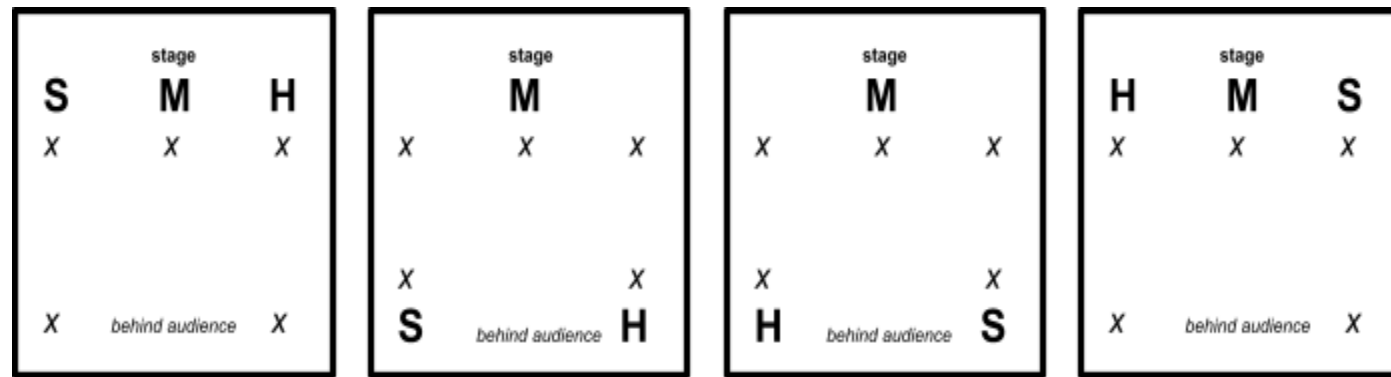 stage
S M H
X X X
X behind audience X
stage
M
X X X
X X
S behind audience H
stage
M
X X X
X X
H behind audience S
stage
H M S
X X X
X behind audience X